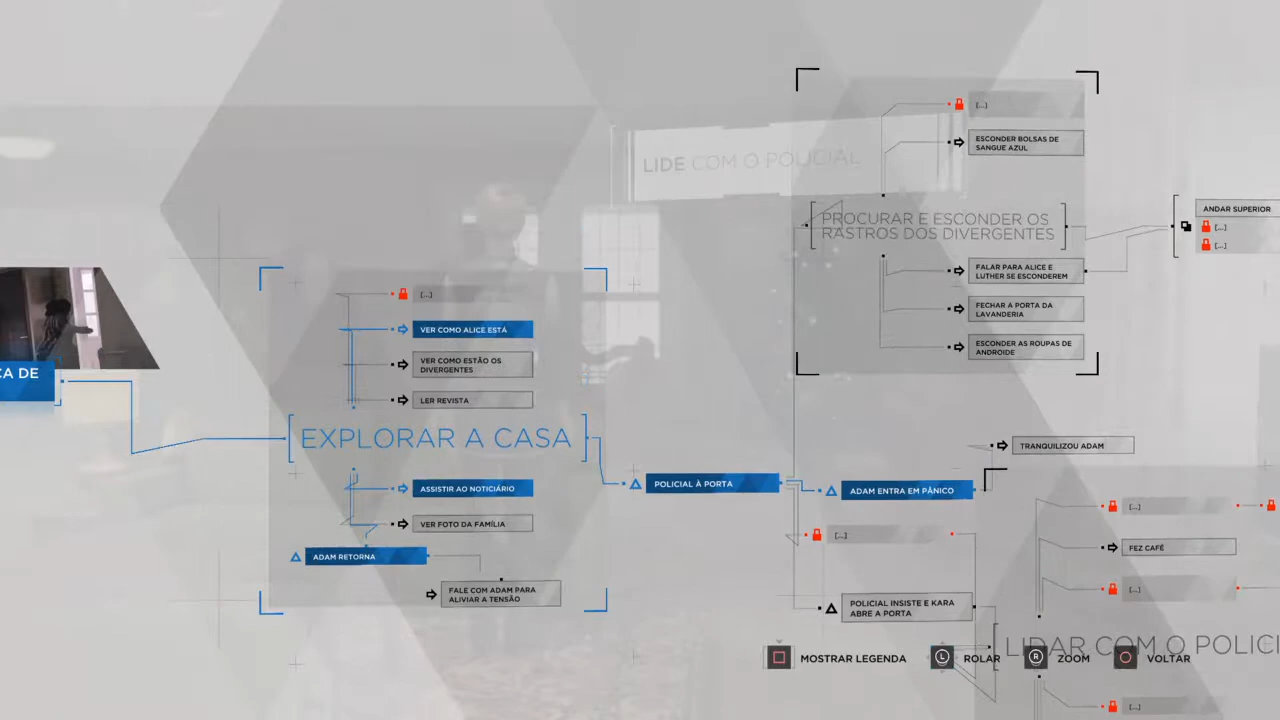 [...]
ESCONDER BOLSAS DE
SANGUE AZUL
LIDE COM O POLICIAL
PROCURAR E ESCONDER OS
RASTROS DOS DIVERGENTES
ANDAR SUPERIOR
[...]
[...]
FALAR PARA ALICE E
LUTHER SE ESCONDEREM
FECHAR A PORTA DA
LAVANDERIA
ESCONDER AS ROUPAS DE
ANDROIDE
[...]
VER COMO ALICE ESTÁ
VER COMO ESTÃO OS
DIVERGENTES
LER REVISTA
ÇA DE
EXPLORAR A CASA
ASSISTIR AO NOTICIÁRIO
VER FOTO DA FAMÍLIA
ADAM RETORNA
FALE COM ADAM PARA
ALIVIAR A TENSÃO
POLICIAL À PORTA
TRANQUILIZOU ADAM
ADAM ENTRA EM PÂNICO
[...]
POLICIAL INSISTE E KARA
ABRE A PORTA
[...]
FEZ CAFÉ
[...]
LIDAR COM O POLICI
MOSTRAR LEGENDA
L ROLAR
R ZOOM
VOLTAR
[...]